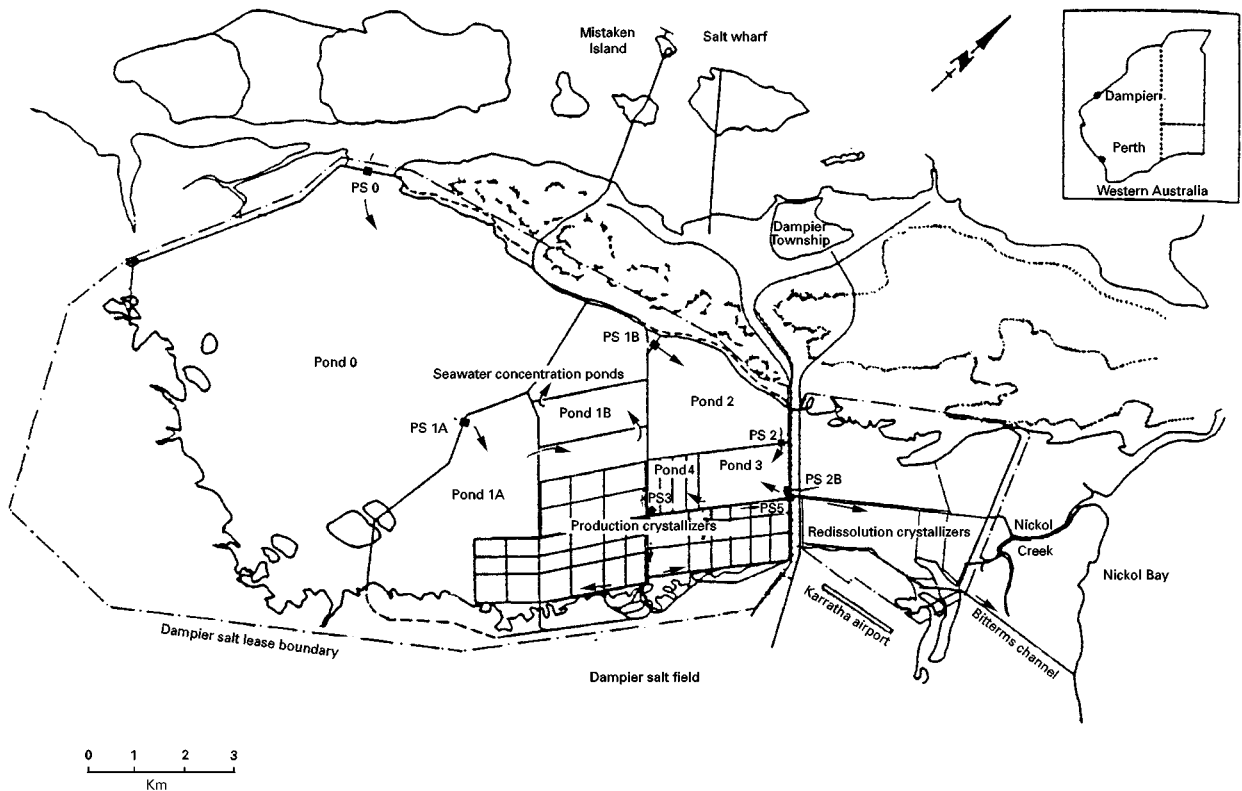 Mistaken
Island
Salt wharf
N
Dampier
Perth
Western Australia
PS 0
Dampier
Township
PS 1B
Pond 0
Seawater concentration ponds
Pond 1B
Pond 2
PS 1A
PS 2
Pond 4
Pond 3
Pond 1A
PS 2B
PS3
PS5
Production crystallizers
Redissolution crystallizers
Nickol
Creek
Nickol Bay
Karratha airport
Bitterms channel
Dampier salt lease boundary
Dampier salt field
0 1 2 3
Km